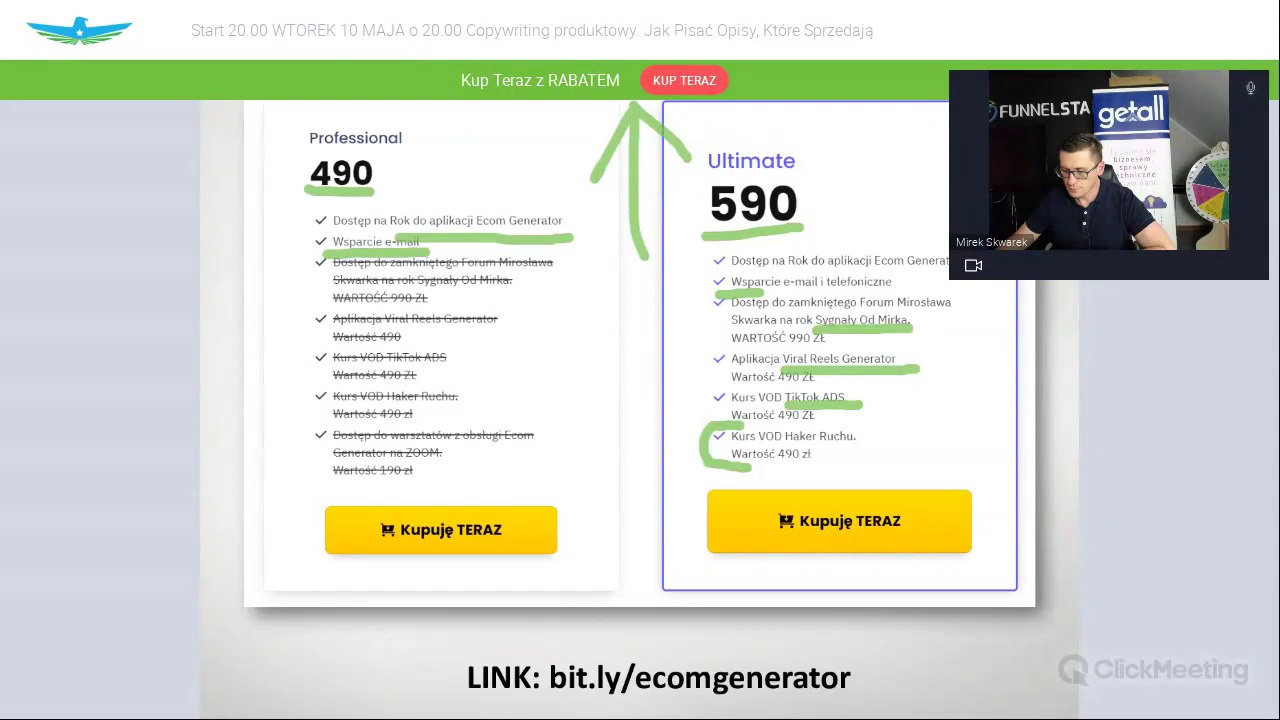 Start 20.00 WTOREK 10 MAJA o 20.00 Copywriting produktowy. Jak Pisać Opisy, Które Sprzedają
Kup Teraz z RABATEM
KUP TERAZ
Professional
490
Dostęp na Rok do aplikacji Ecom Generator
Wsparcie e-mail
Dostęp do zamkniętego Forum Mirosława
Skwarka na rok Sygnały Od Mirka.
WARTOŚĆ 990 ZŁ
Aplikacja Viral Reels Generator
Wartość 490
Kurs VOD TikTok ADS
Wartość 490 ZŁ
Kurs VOD Haker Ruchu.
Wartość 490 zł
Dostęp do warsztatów z obsługi Ecom
Generator na ZOOM.
Wartość 190 zł
Kupuję TERAZ
Ultimate
590
Dostęp na Rok do aplikacji Ecom Generat
Wsparcie e-mail i telefoniczne
Dostęp do zamkniętego Forum Mirosława
Skwarka na rok Sygnały Od Mirka.
WARTOŚĆ 990 ZŁ
Aplikacja Viral Reels Generator
Wartość 490 ZŁ
Kurs VOD TikTok ADS
Wartość 490 ZŁ
Kurs VOD Haker Ruchu.
Wartość 490 zł
Kupuję TERAZ
FUNNELSTA
getall
biznesem,
sprawy
techniczne
Mirek Skwarek
LINK: bit.ly/ecomgenerator
ClickMeeting